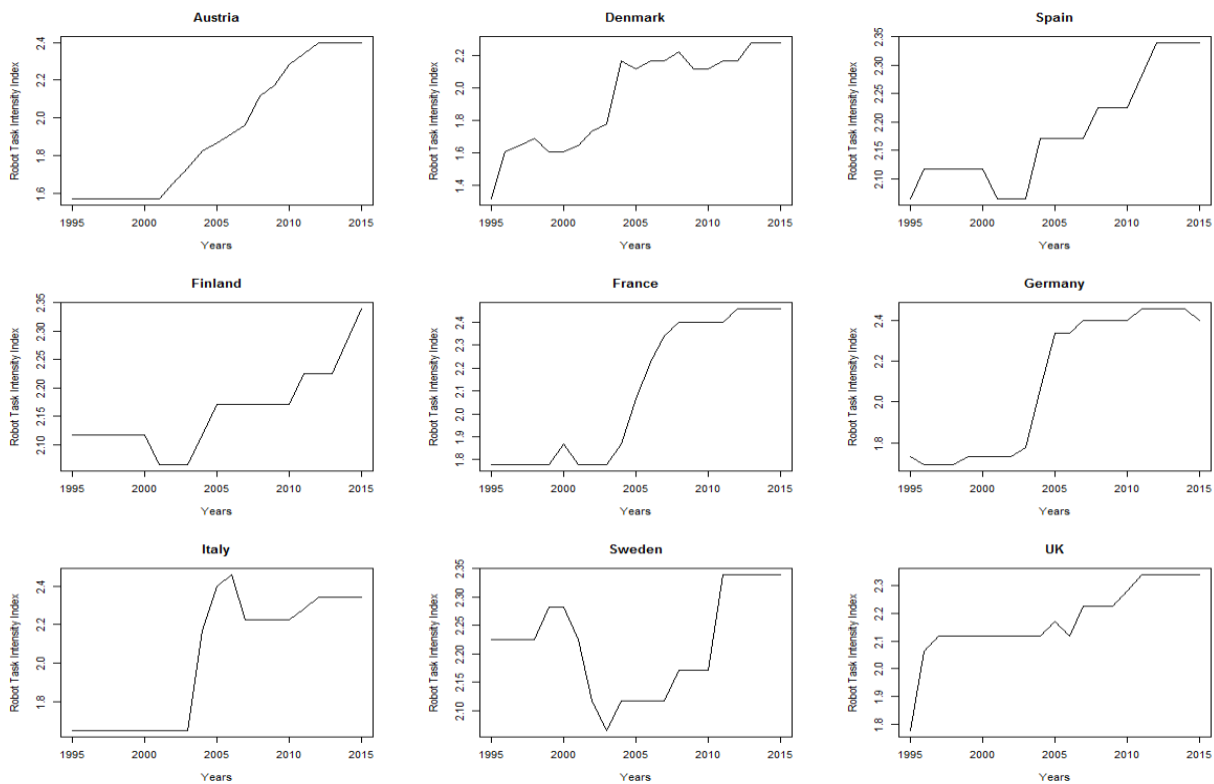 Austria
Robot Task Intensity Index
1.6 1.8 2.0 2.2 2.4
1995 2000 2005 2010 2015
Years
Denmark
Robot Task Intensity Index
1.4 1.6 1.8 2.0 2.2
1995 2000 2005 2010 2015
Years
Spain
Robot Task Intensity Index
2.10 2.15 2.20 2.25 2.30 2.35
1995 2000 2005 2010 2015
Years
Finland
Robot Task Intensity Index
2.10 2.15 2.20 2.25 2.30 2.35
1995 2000 2005 2010 2015
Years
France
Robot Task Intensity Index
1.8 1.9 2.0 2.1 2.2 2.3 2.4
1995 2000 2005 2010 2015
Years
Germany
Robot Task Intensity Index
1.8 2.0 2.2 2.4
1995 2000 2005 2010 2015
Years
Italy
Robot Task Intensity Index
1.8 2.0 2.2 2.4
1995 2000 2005 2010 2015
Years
Sweden
Robot Task Intensity Index
2.10 2.15 2.20 2.25 2.30 2.35
1995 2000 2005 2010 2015
Years
UK
Robot Task Intensity Index
1.8 1.9 2.0 2.1 2.2 2.3
1995 2000 2005 2010 2015
Years